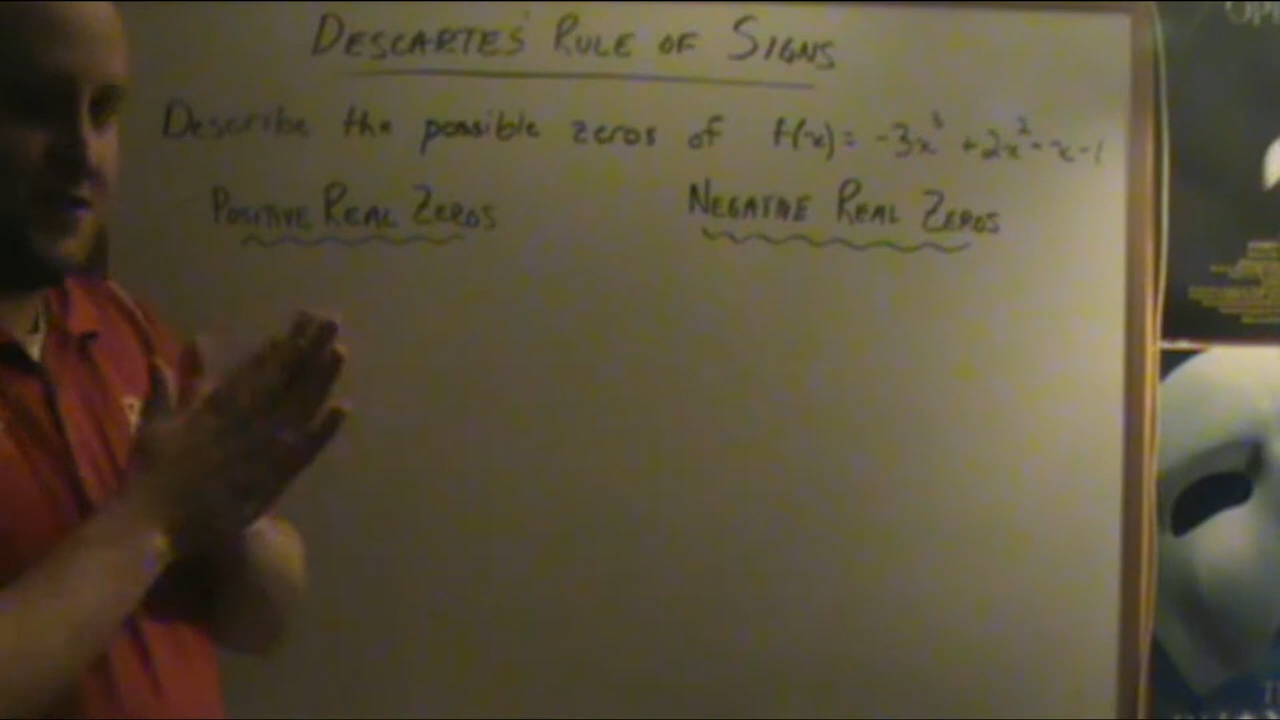 DESCARTES' RULE OF SIGNS
Describe the possible zeros of f(x) = -3x³ + 2x² - x - 1
POSITIVE REAL ZEROS
NEGATIVE REAL ZEROS